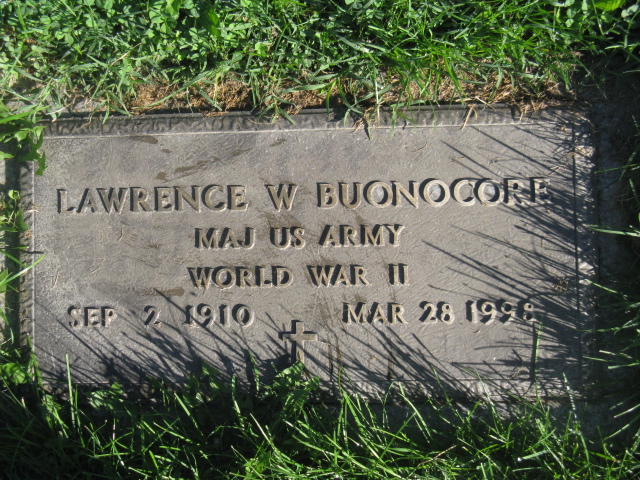 LAWRENCE W BUONOCORE
MAJ US ARMY
WORLD WAR II
SEP 2 1910 MAR 28 1998